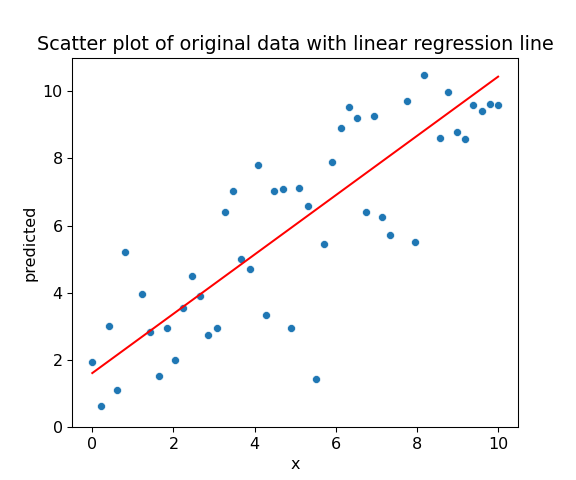 Scatter plot of original data with linear regression line
10
8
6
4
2
0
predicted
0 2 4 6 8 10
x